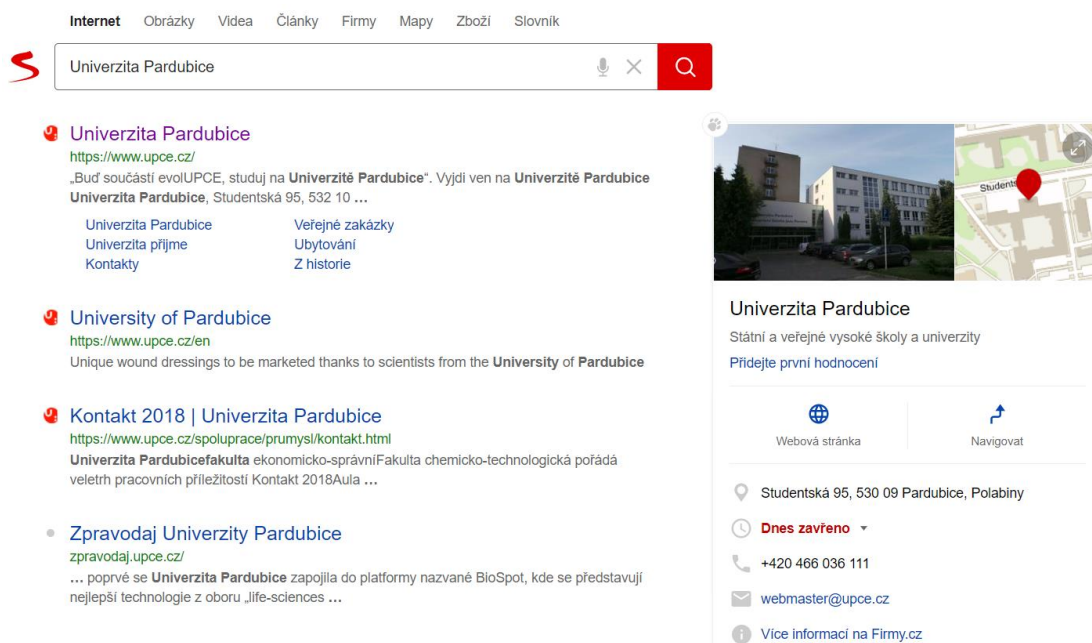 Internet Obrázky Videa Články Firmy Mapy Zboží Slovník
Univerzita Pardubice
Univerzita Pardubice
https://www.upce.cz/
„Buď součástí evolUPCE, studuj na Univerzitě Pardubice“. Vyjdi ven na Univerzitě Pardubice
Univerzita Pardubice, Studentská 95, 532 10 ...
Univerzita Pardubice Veřejné zakázky
Univerzita přijme Ubytování
Kontakty Z historie
University of Pardubice
https://www.upce.cz/en
Unique wound dressings to be marketed thanks to scientists from the University of Pardubice
Kontakt 2018 | Univerzita Pardubice
https://www.upce.cz/spoluprace/prumysl/kontakt.html
Univerzita Pardubicefakulta ekonomicko-správníFakulta chemicko-technologická pořádá
veletrh pracovních příležitostí Kontakt 2018Aula ...
Zpravodaj Univerzity Pardubice
zpravodaj.upce.cz/
... poprvé se Univerzita Pardubice zapojila do platformy nazvané BioSpot, kde se představují
nejlepší technologie z oboru „life-sciences ...
Univerzita Pardubice
Státní a veřejné vysoké školy a univerzity
Přidejte první hodnocení
Webová stránka Navigovat
Studentská 95, 530 09 Pardubice, Polabiny
Dnes zavřeno
+420 466 036 111
webmaster@upce.cz
Více informací na Firmy.cz